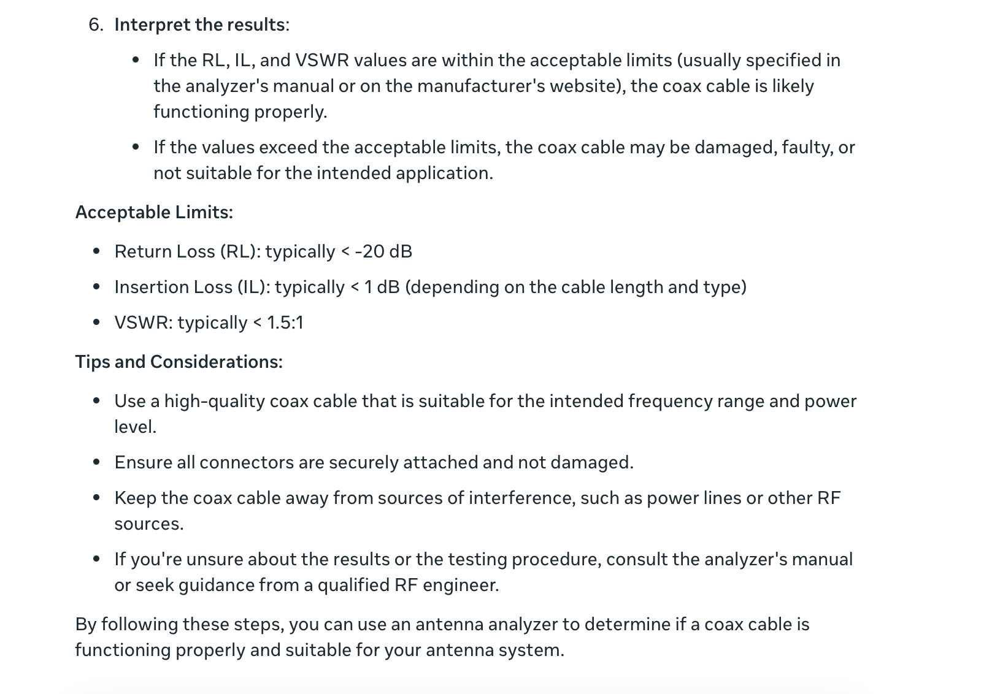 6. Interpret the results:
• If the RL, IL, and VSWR values are within the acceptable limits (usually specified in
the analyzer's manual or on the manufacturer's website), the coax cable is likely
functioning properly.
• If the values exceed the acceptable limits, the coax cable may be damaged, faulty, or
not suitable for the intended application.
Acceptable Limits:
• Return Loss (RL): typically < -20 dB
• Insertion Loss (IL): typically < 1 dB (depending on the cable length and type)
• VSWR: typically < 1.5:1
Tips and Considerations:
• Use a high-quality coax cable that is suitable for the intended frequency range and power
level.
• Ensure all connectors are securely attached and not damaged.
• Keep the coax cable away from sources of interference, such as power lines or other RF
sources.
• If you're unsure about the results or the testing procedure, consult the analyzer's manual
or seek guidance from a qualified RF engineer.
By following these steps, you can use an antenna analyzer to determine if a coax cable is
functioning properly and suitable for your antenna system.